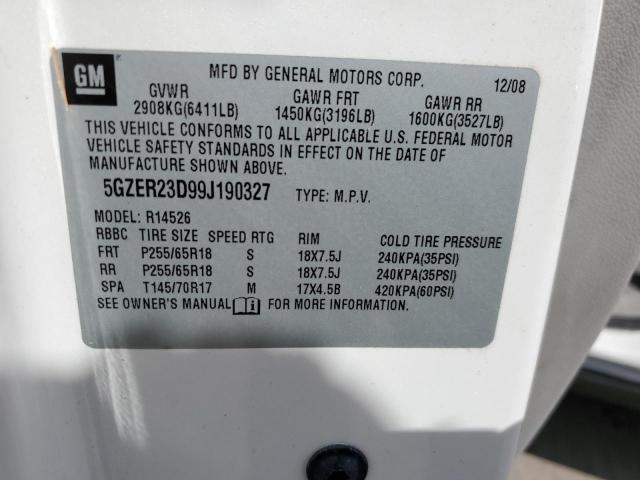 GM
MFD BY GENERAL MOTORS CORP. 12/08
GVWR GAWR FRT GAWR RR
2908KG(6411LB) 1450KG(3196LB) 1600KG(3527LB)
THIS VEHICLE CONFORMS TO ALL APPLICABLE U.S. FEDERAL MOTOR
VEHICLE SAFETY STANDARDS IN EFFECT ON THE DATE OF
MANUFACTURE SHOWN ABOVE.
5GZER23D99J190327 TYPE: M.P.V.
MODEL: R14526
RBBC TIRE SIZE SPEED RTG RIM COLD TIRE PRESSURE
FRT P255/65R18 S 18X7.5J 240KPA(35PSI)
RR P255/65R18 S 18X7.5J 240KPA(35PSI)
SPA T145/70R17 M 17X4.5B 420KPA(60PSI)
SEE OWNER'S MANUAL FOR MORE INFORMATION.